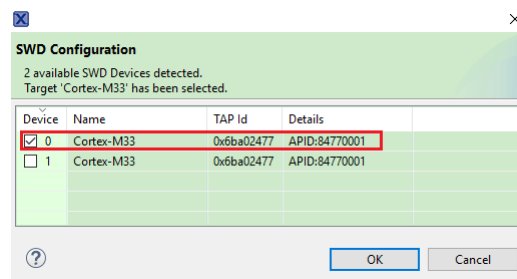 SWD Configuration
2 available SWD Devices detected.
Target 'Cortex-M33' has been selected.
Device Name TAP Id Details
0 Cortex-M33 0x6ba02477 APID:84770001
1 Cortex-M33 0x6ba02477 APID:84770001
? OK Cancel